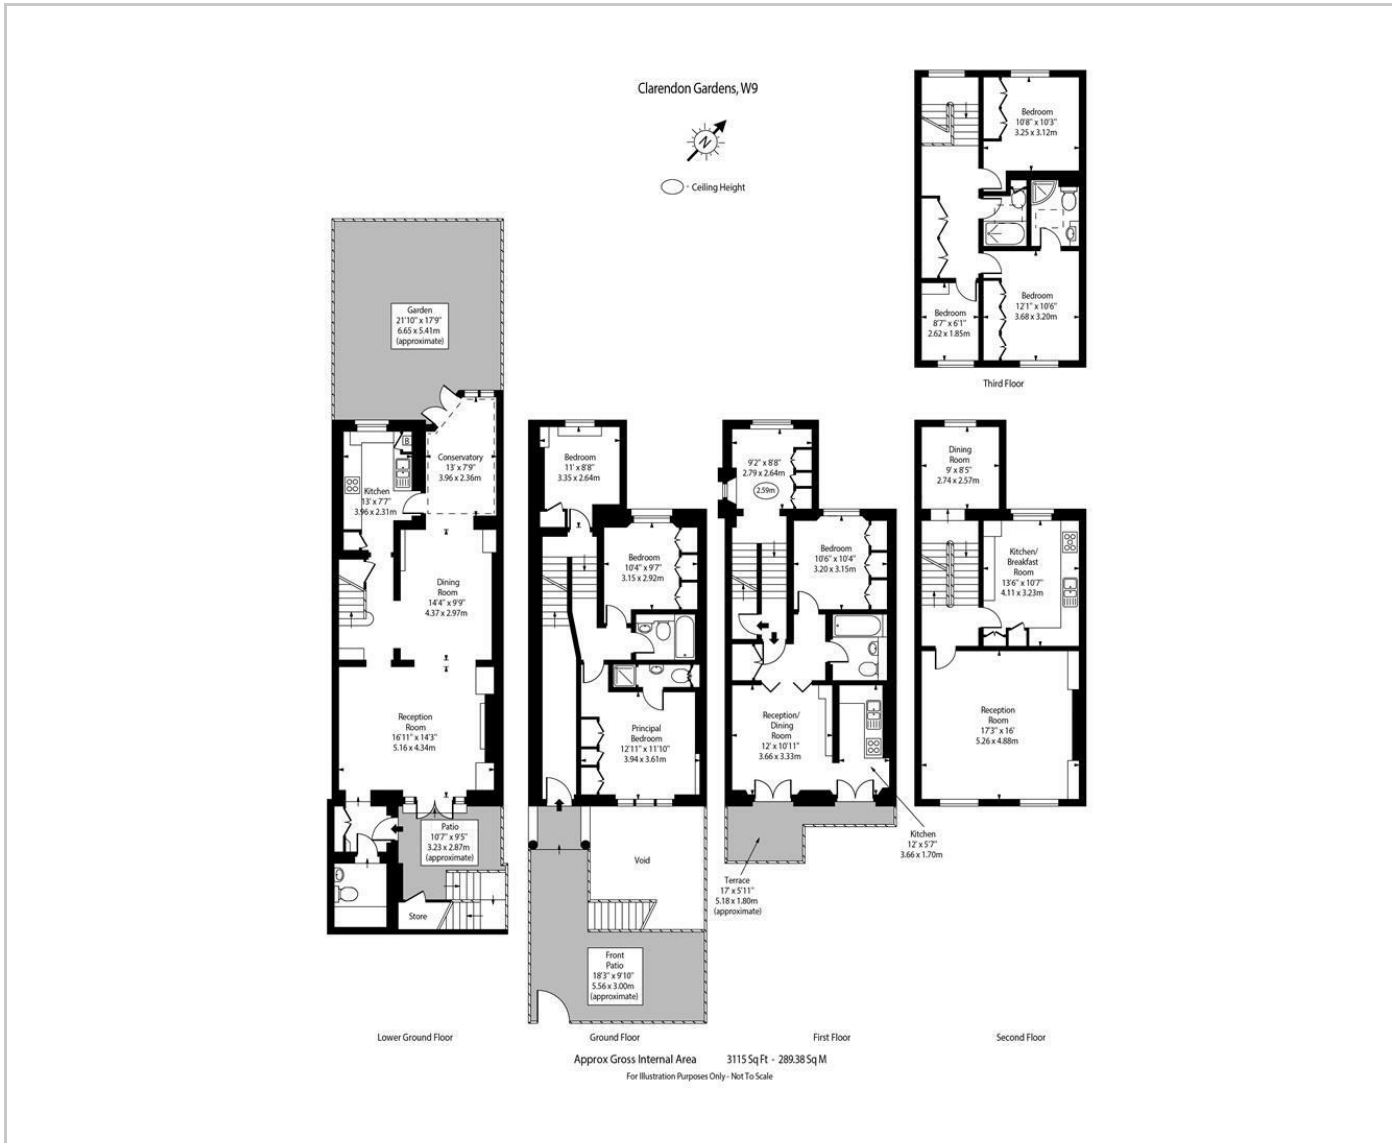 Clarendon Gardens, W9
N
- Ceiling Height
Bedroom
10'8" x 10'3"
3.25 x 3.12m
Bedroom
12'1" x 10'6"
3.68 x 3.20m
Bedroom
8'7" x 6'1"
2.62 x 1.85m
Third Floor
Garden
21'10" x 17'9"
6.65 x 5.41m
(approximate)
B
Conservatory
13' x 7'9"
3.96 x 2.36m
Kitchen
13' x 7'7"
3.96 x 2.31m
Dining
Room
14'4" x 9'9"
4.37 x 2.97m
Reception
Room
16'11" x 14'3"
5.16 x 4.34m
Patio
10'7" x 9'5"
3.23 x 2.87m
(approximate)
Store
Lower Ground Floor
Bedroom
11' x 8'8"
3.35 x 2.64m
Bedroom
10'4" x 9'7"
3.15 x 2.92m
Principal
Bedroom
12'11" x 11'10"
3.94 x 3.61m
Void
Front
Patio
18'3" x 9'10"
5.56 x 3.00m
(approximate)
Ground Floor
9'2" x 8'8"
2.79 x 2.64m
2.59m
Bedroom
10'6" x 10'4"
3.20 x 3.15m
Reception/
Dining
Room
12' x 10'11"
3.66 x 3.33m
Kitchen
12' x 5'7"
3.66 x 1.70m
Terrace
17' x 5'11"
5.18 x 1.80m
(approximate)
First Floor
Dining
Room
9' x 8'5"
2.74 x 2.57m
Kitchen/
Breakfast
Room
13'6" x 10'7"
4.11 x 3.23m
Reception
Room
17'3" x 16'
5.26 x 4.88m
Second Floor
Approx Gross Internal Area 3115 Sq Ft - 289.38 Sq M
For Illustration Purposes Only - Not To Scale